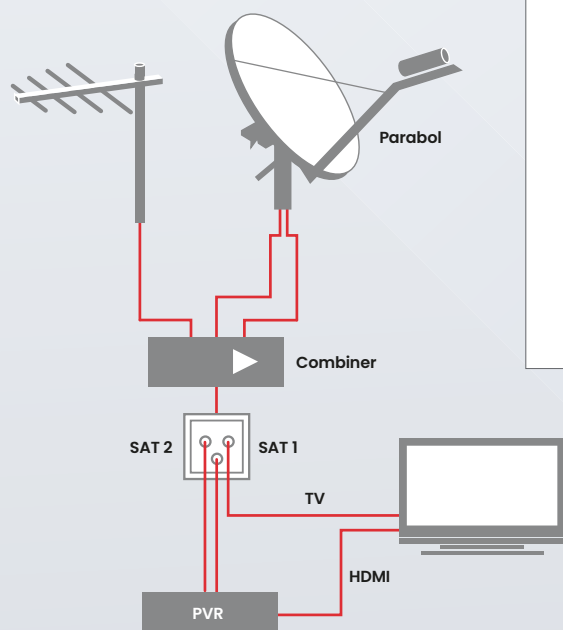 Parabol
Combiner
SAT 2
SAT 1
TV
HDMI
PVR